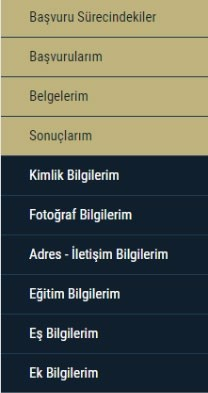 Başvuru Sürecindekiler
Başvurularım
Belgelerim
Sonuçlarım
Kimlik Bilgilerim
Fotoğraf Bilgilerim
Adres - İletişim Bilgilerim
Eğitim Bilgilerim
Eş Bilgilerim
Ek Bilgilerim